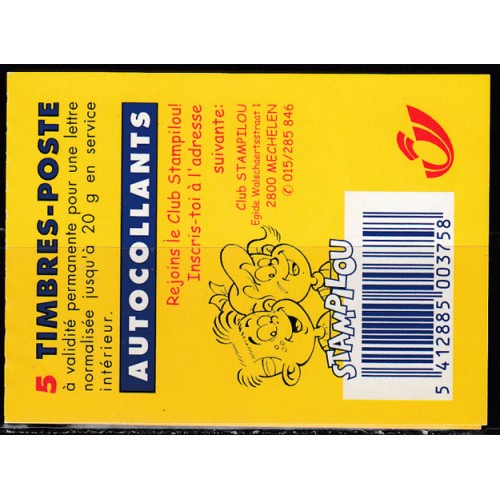 5 TIMBRES-POSTE
à validité permanente pour une lettre
normalisée jusqu'à 20 g en service
intérieur.
AUTOCOLLANTS
Rejoins le Club Stampilou!
Inscris-toi à l'adresse
suivante:
Club STAMPILOU
Egide Walschaertsstraat 1
2800 MECHELEN
✆ 015/285 846
STAMPILOU
5 412885 003758